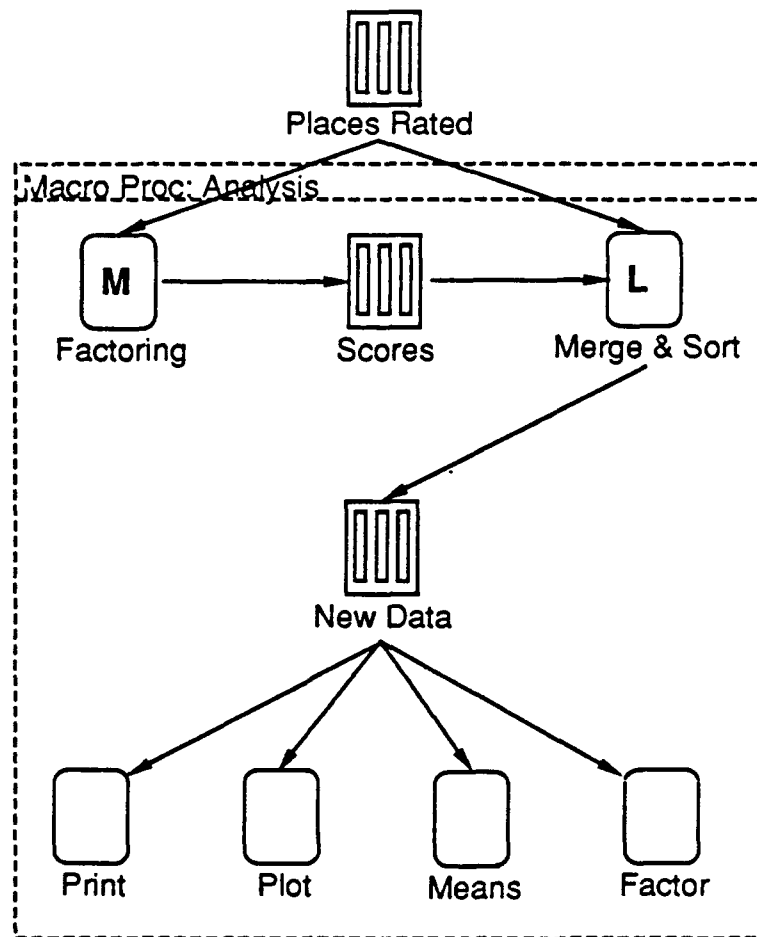 Places Rated
Macro Proc: Analysis
M
L
Factoring
Scores
Merge & Sort
New Data
Print
Plot
Means
Factor